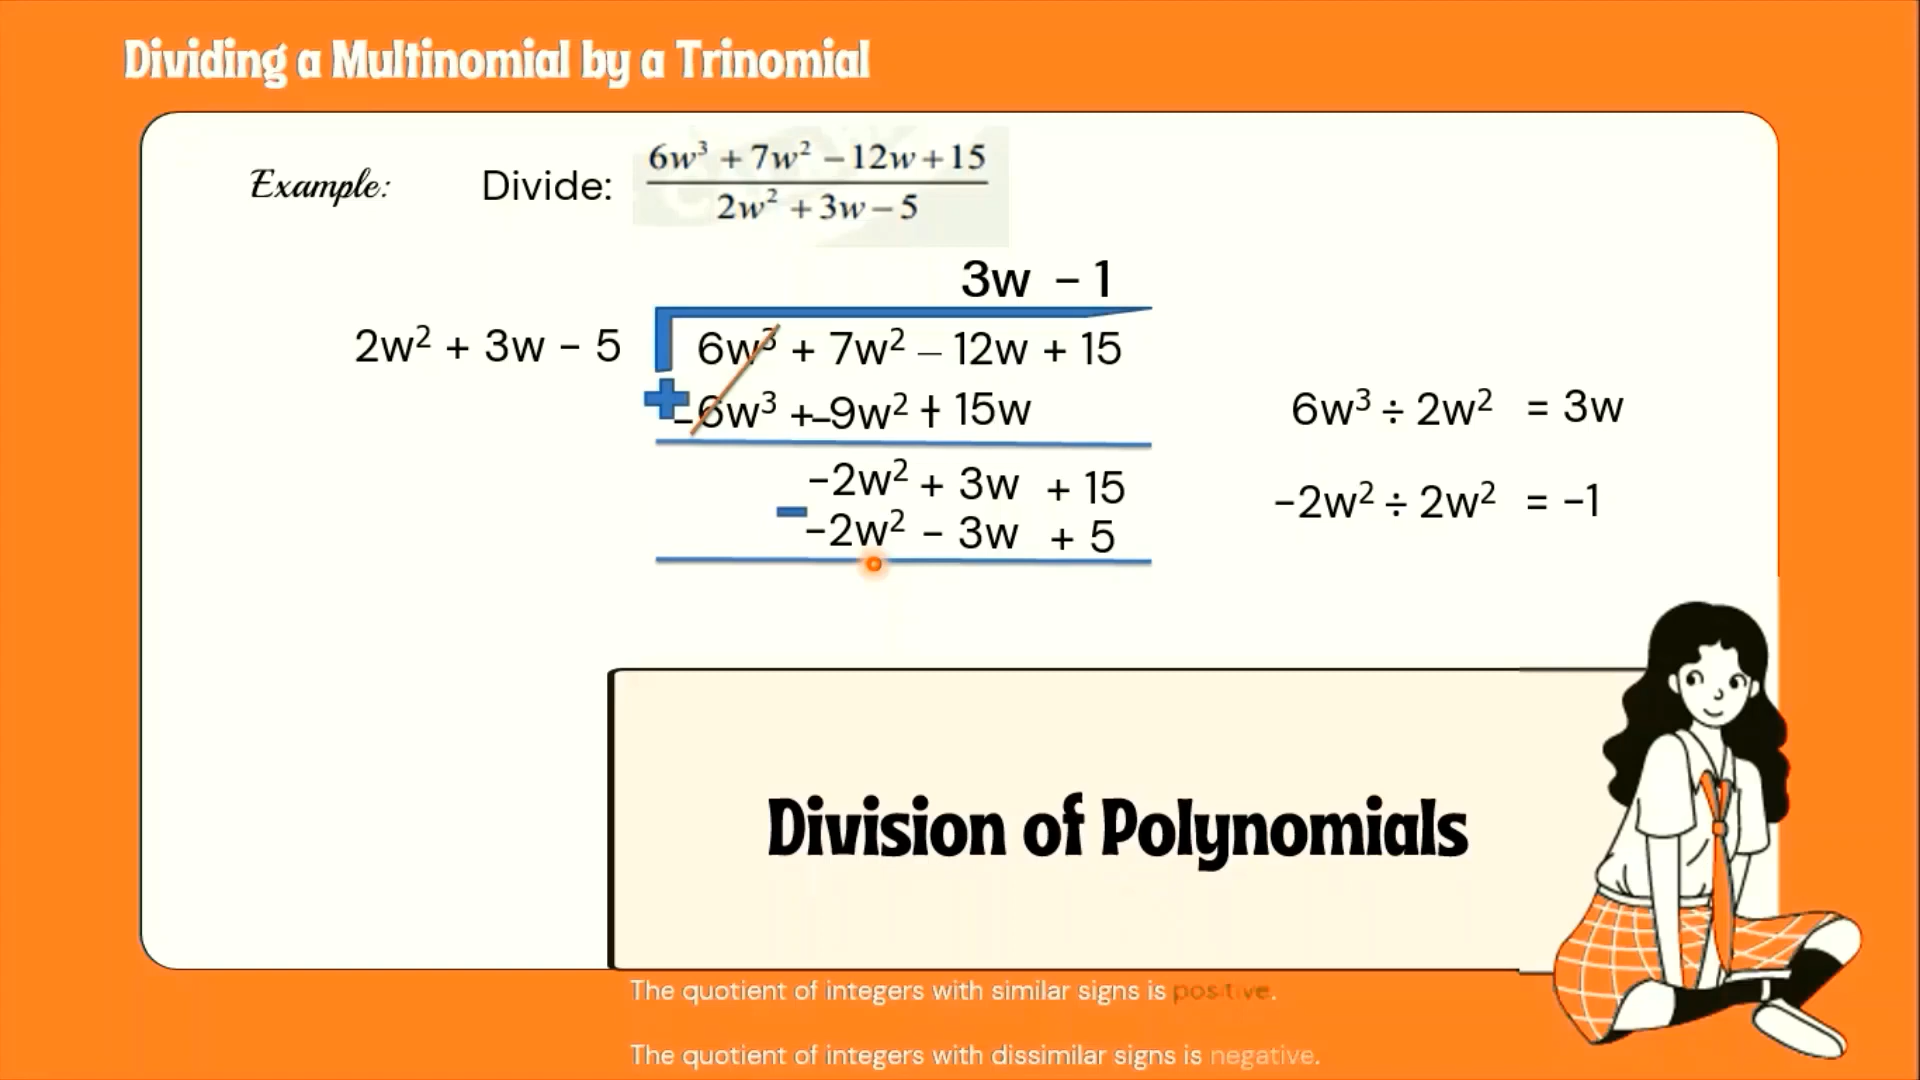 Dividing a Multinomial by a Trinomial
Example: Divide:
6w³ + 7w² − 12w + 15
2w² + 3w − 5
3w − 1
2w² + 3w − 5
6w³ + 7w² − 12w + 15
+
−6w³ +−9w² + 15w
6w³ ÷ 2w² = 3w
−2w² + 3w + 15
−2w² ÷ 2w² = −1
−
−2w² − 3w + 5
Division of Polynomials
The quotient of integers with similar signs is positive.
The quotient of integers with dissimilar signs is negative.